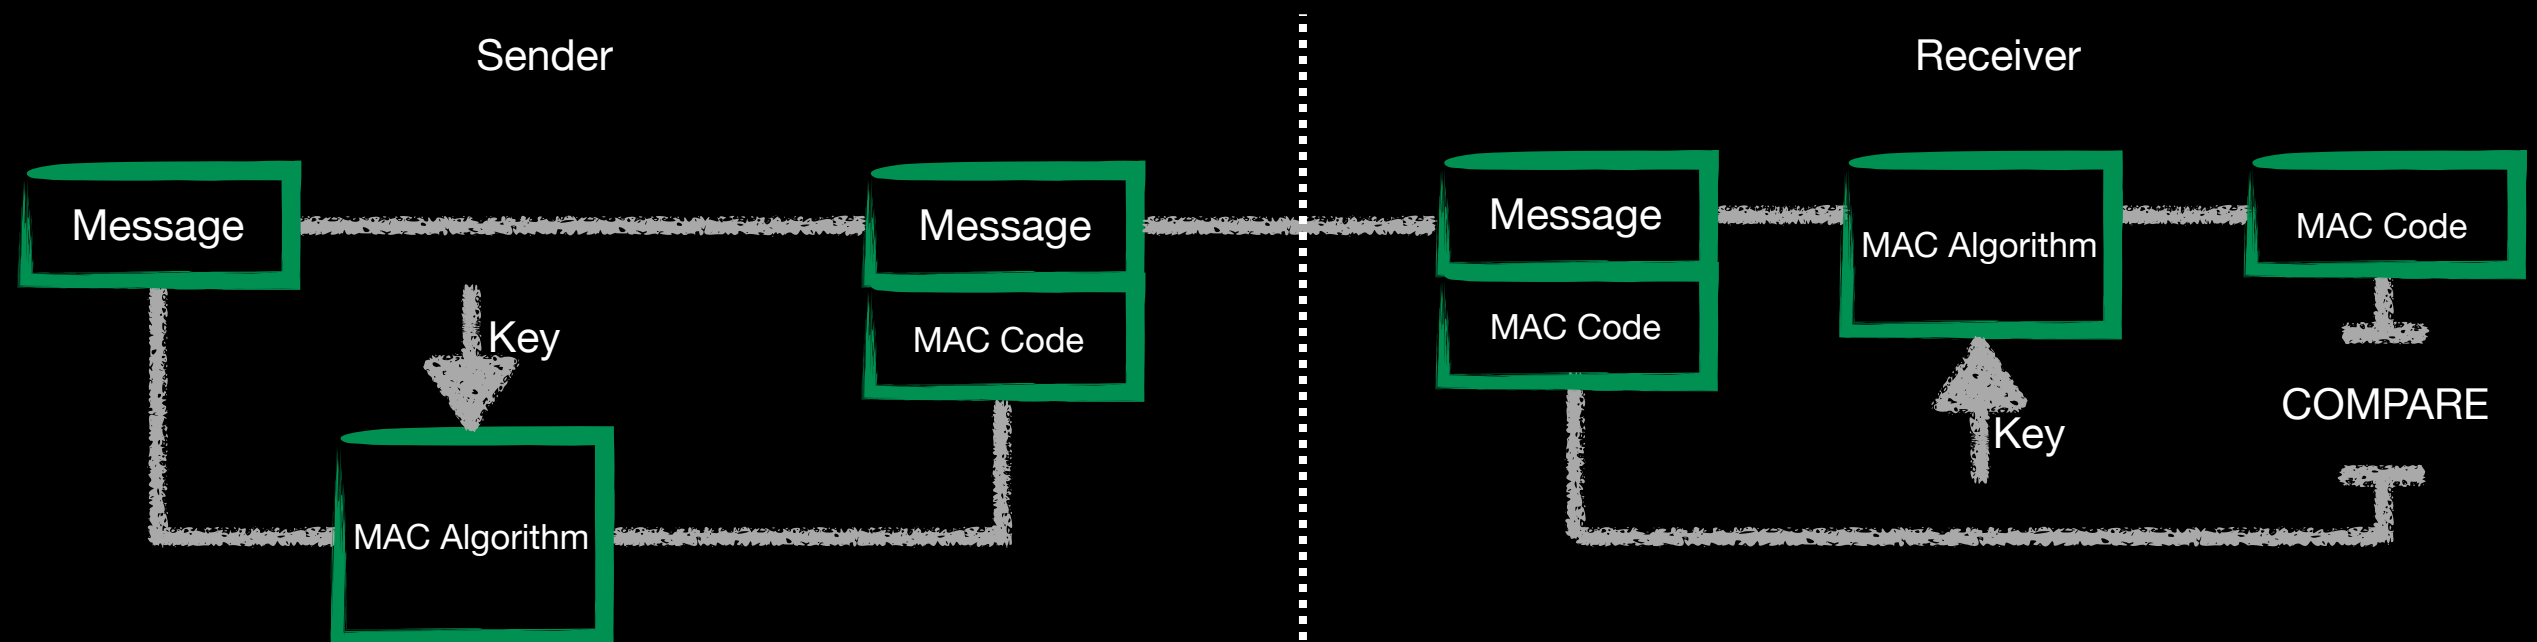 Sender
Receiver
Message
Message
Message
MAC Algorithm
MAC Code
Key
MAC Code
MAC Code
COMPARE
Key
MAC Algorithm